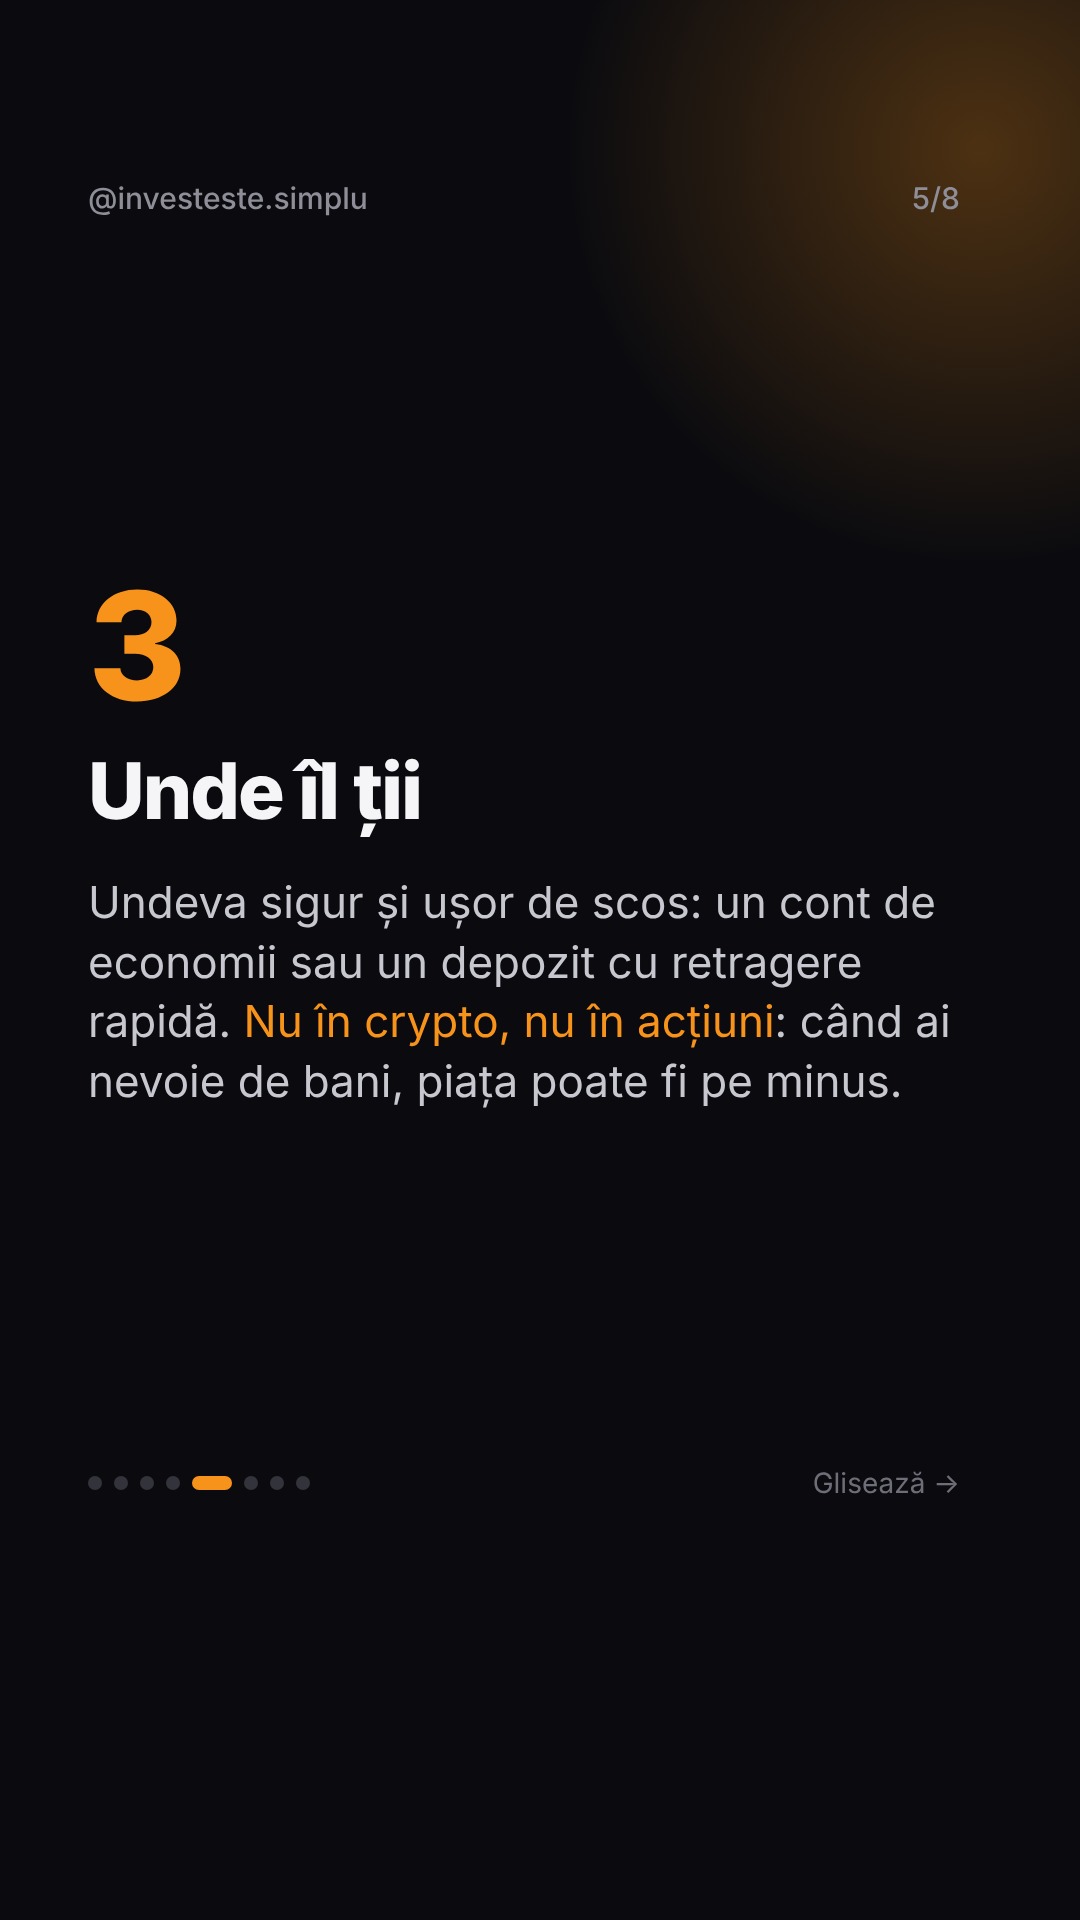 @investeste.simplu
5/8
3
Unde îl ții
Undeva sigur și ușor de scos: un cont de
economii sau un depozit cu retragere
rapidă. Nu în crypto, nu în acțiuni: când ai
nevoie de bani, piața poate fi pe minus.
Glisează →